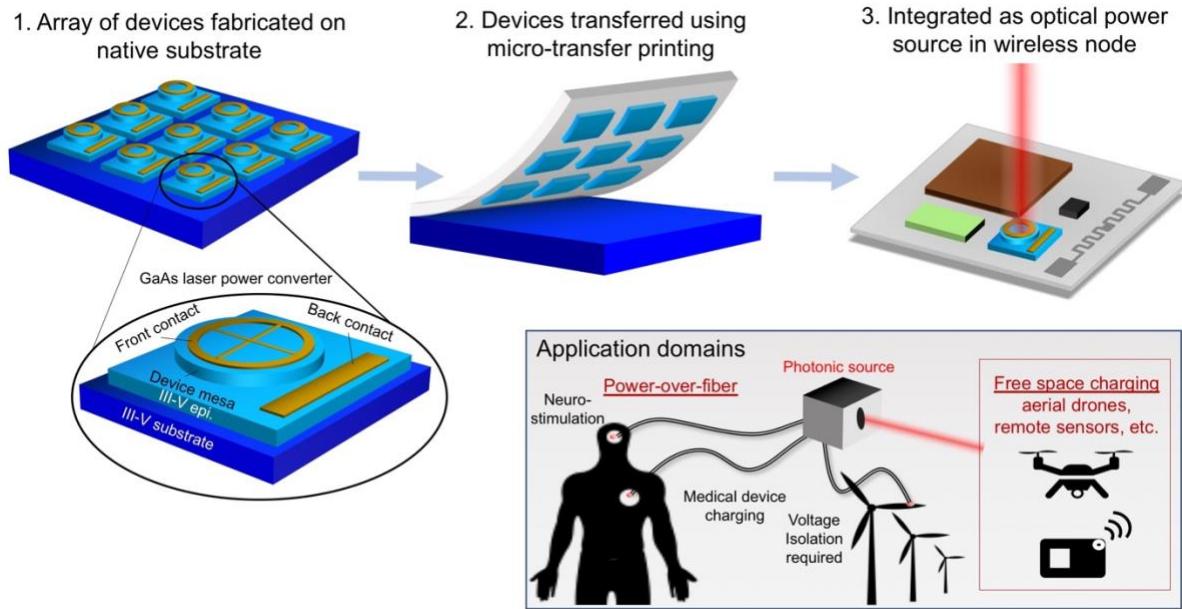 1. Array of devices fabricated on
native substrate
2. Devices transferred using
micro-transfer printing
3. Integrated as optical power
source in wireless node
GaAs laser power converter
Front contact
Back contact
Device mesa
III-V epi.
III-V substrate
Application domains
Power-over-fiber
Photonic source
Neuro-
stimulation
Medical device
charging
Voltage
Isolation
required
Free space charging
aerial drones,
remote sensors, etc.